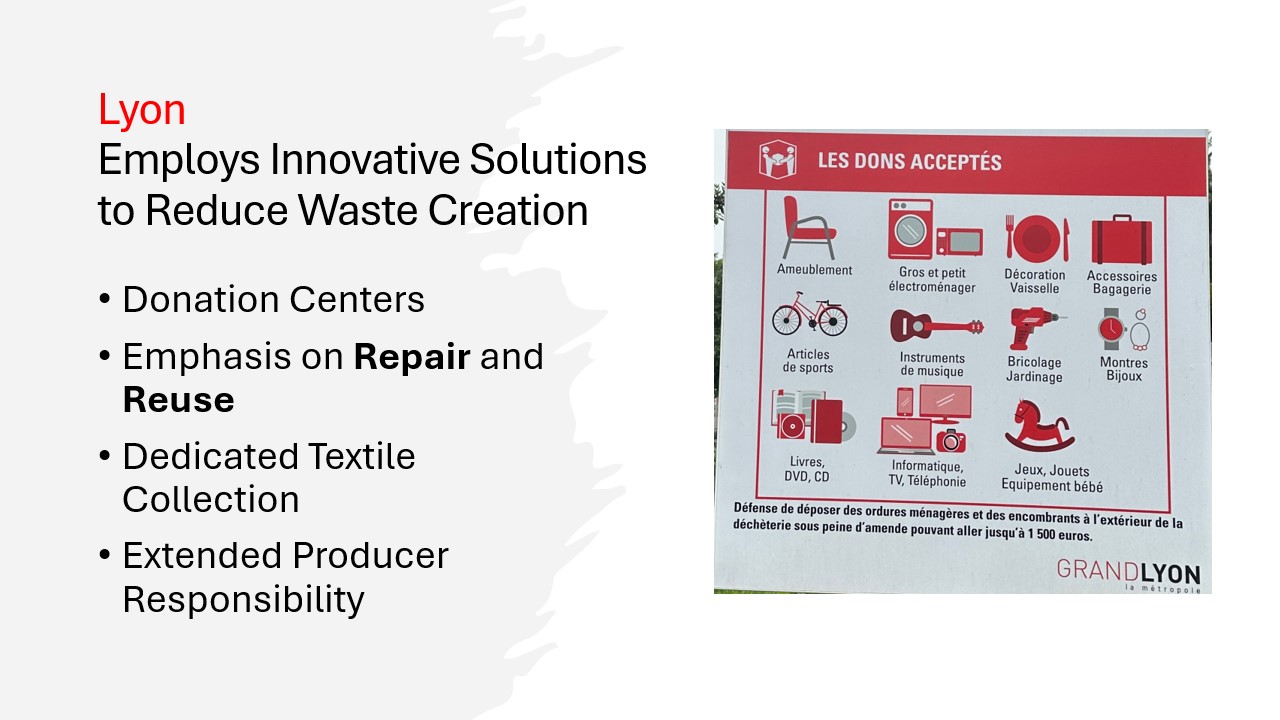 Lyon
Employs Innovative Solutions
to Reduce Waste Creation
• Donation Centers
• Emphasis on Repair and
Reuse
• Dedicated Textile
Collection
• Extended Producer
Responsibility
LES DONS ACCEPTÉS
Ameublement
Gros et petit
électroménager
Décoration
Vaisselle
Accessoires
Bagagerie
Articles
de sports
Instruments
de musique
Bricolage
Jardinage
Montres
Bijoux
Livres,
DVD, CD
Informatique,
TV, Téléphonie
Jeux, Jouets
Equipement bébé
Défense de déposer des ordures ménagères et des encombrants à l'extérieur de la
déchèterie sous peine d'amende pouvant aller jusqu'à 1 500 euros.
GRANDLYON
la métropole